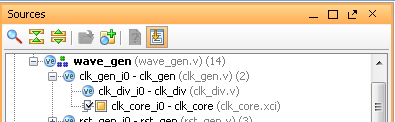 Sources
wave_gen (wave_gen.v) (14)
clk_gen_i0 - clk_gen (clk_gen.v) (2)
clk_div_i0 - clk_div (clk_div.v)
clk_core_i0 - clk_core (clk_core.xci)
rst_gen_i0 - rst_gen (rst_gen.v) (3)